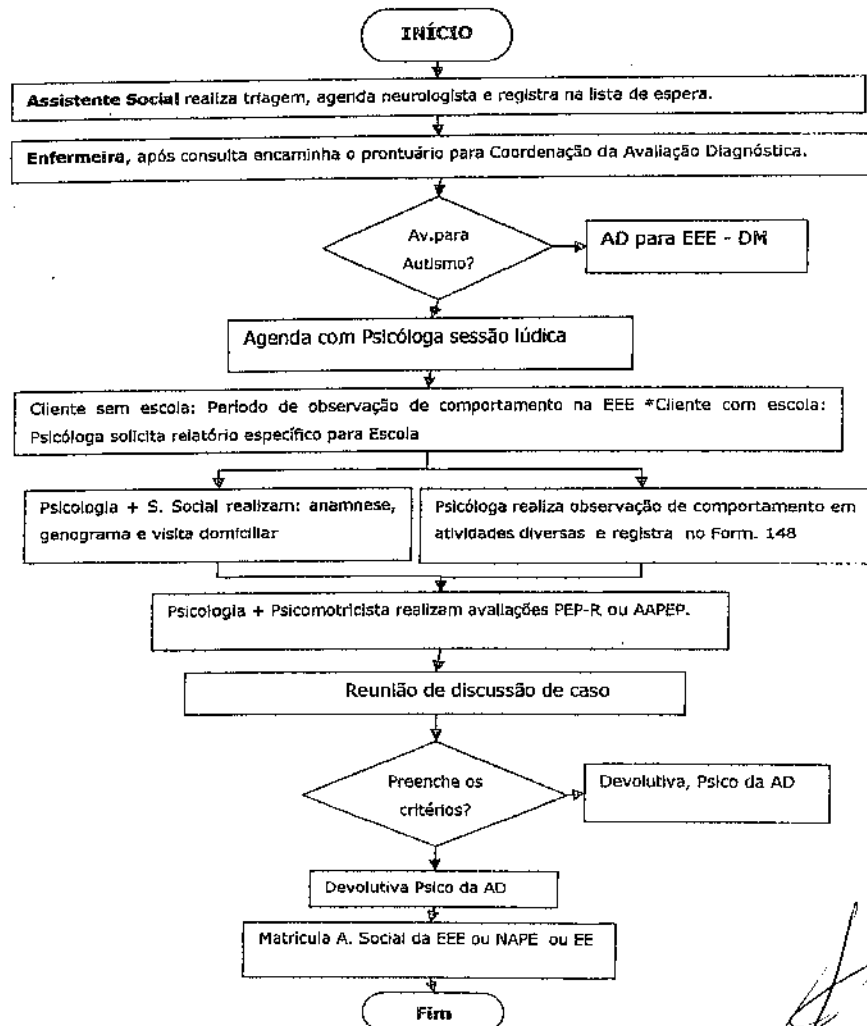 INÍCIO
Assistente Social realiza triagem, agenda neurologista e registra na lista de espera.
Enfermeira, após consulta encaminha o prontuário para Coordenação da Avaliação Diagnóstica.
Av.para
Autismo?
AD para EEE - DM
Agenda com Psicóloga sessão lúdica
Cliente sem escola: Período de observação de comportamento na EEE *Cliente com escola:
Psicóloga solicita relatório específico para Escola
Psicologia + S. Social realizam: anamnese,
genograma e visita domiciliar
Psicóloga realiza observação de comportamento em
atividades diversas e registra no Form. 148
Psicologia + Psicomotricista realizam avaliações PEP-R ou AAPEP.
Reunião de discussão de caso
Preenche os
critérios?
Devolutiva, Psico da AD
Devolutiva Psico da AD
Matricula A. Social da EEE ou NAPE ou EE
Fim